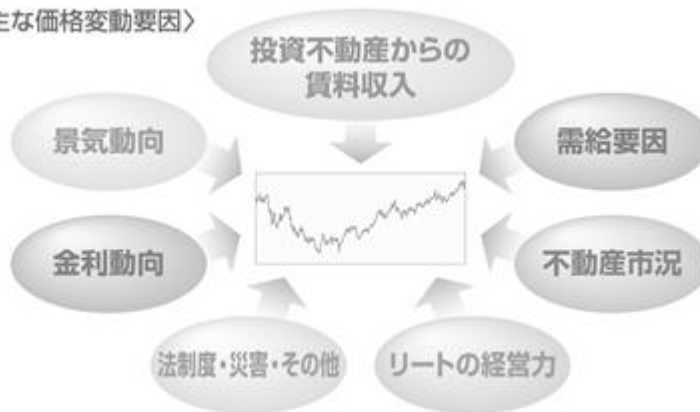 主な価格変動要因〉
投資不動産からの
賃料収入
景気動向
需給要因
金利動向
不動産市況
法制度・災害・その他
リートの経営力